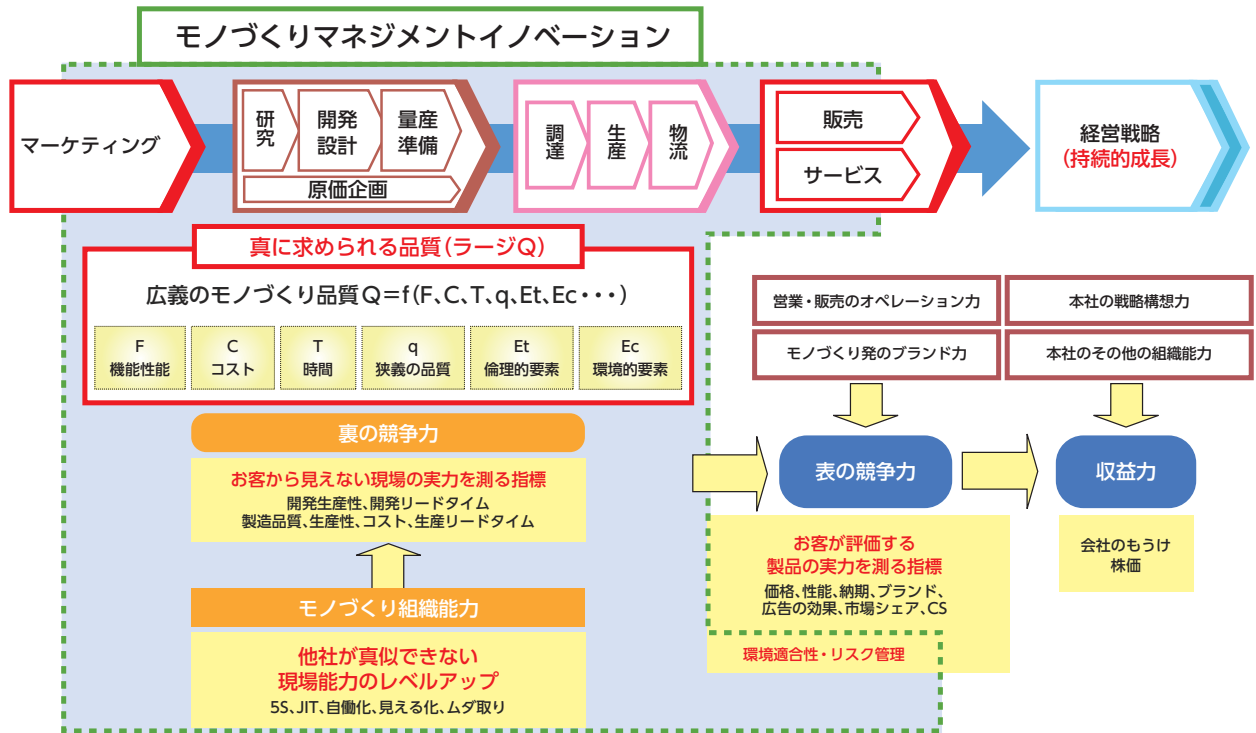 モノづくりマネジメントイノベーション
マーケティング
研究
開発
設計
量産
準備
原価企画
調達
生産
物流
販売
サービス
経営戦略
(持続的成長)
真に求められる品質(ラージQ)
広義のモノづくり品質Q=f(F、C、T、q、Et、Ec・・・)
F
機能性能
C
コスト
T
時間
q
狭義の品質
Et
倫理的要素
Ec
環境的要素
営業・販売のオペレーション力
本社の戦略構想力
モノづくり発のブランド力
本社のその他の組織能力
裏の競争力
お客から見えない現場の実力を測る指標
開発生産性、開発リードタイム
製造品質、生産性、コスト、生産リードタイム
表の競争力
収益力
お客が評価する
製品の実力を測る指標
価格、性能、納期、ブランド、
広告の効果、市場シェア、CS
会社のもうけ
株価
モノづくり組織能力
他社が真似できない
現場能力のレベルアップ
5S、JIT、自働化、見える化、ムダ取り
環境適合性・リスク管理